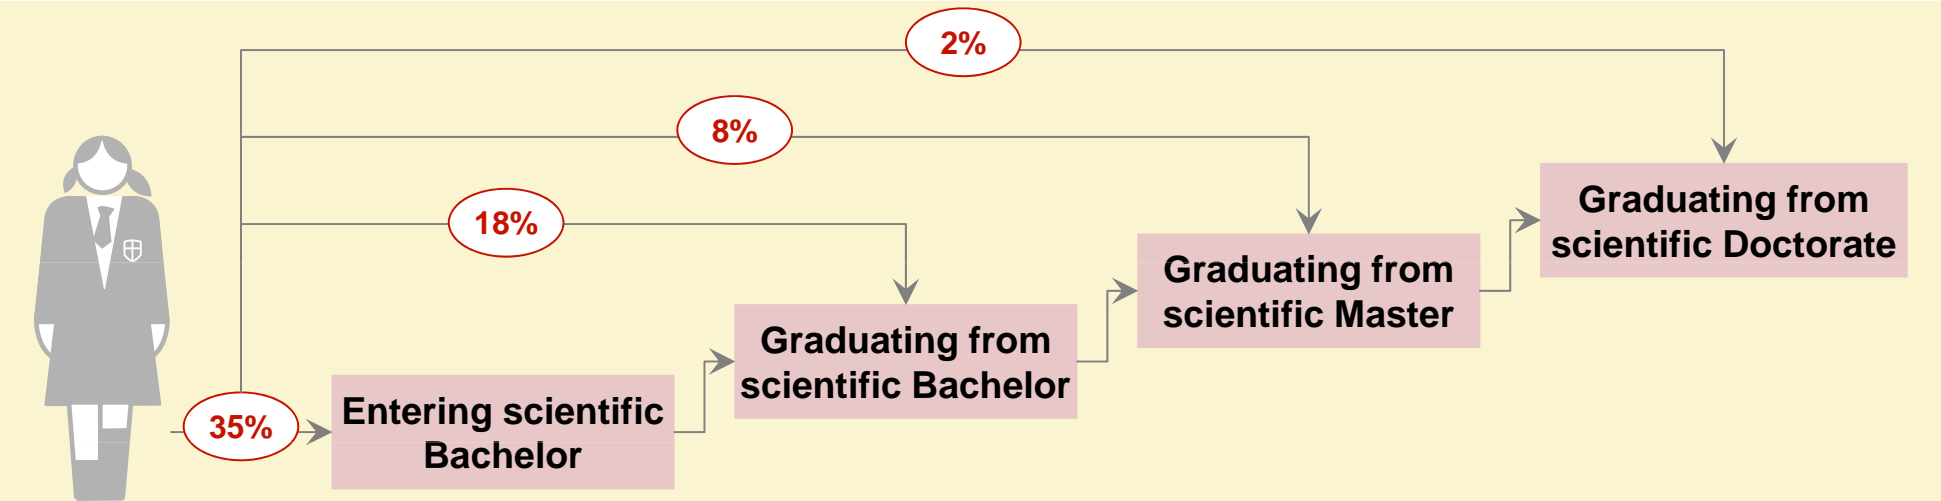 2%
8%
18%
35%
Entering scientific
Bachelor
Graduating from
scientific Bachelor
Graduating from
scientific Master
Graduating from
scientific Doctorate